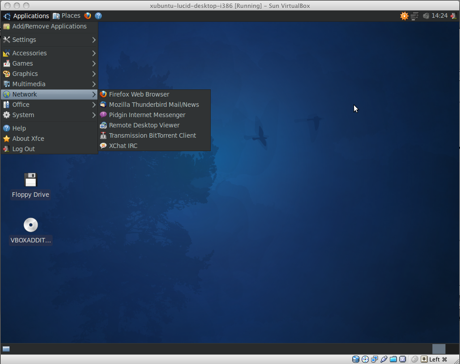 xubuntu-lucid-desktop-i386 [Running] – Sun VirtualBox
Applications Places 14:24
Add/Remove Applications
Settings
Accessories
Games
Graphics
Multimedia
Network
Office
System
Help
About Xfce
Log Out
Firefox Web Browser
Mozilla Thunderbird Mail/News
Pidgin Internet Messenger
Remote Desktop Viewer
Transmission BitTorrent Client
XChat IRC
Floppy Drive
VBOXADDIT...
Left ⌘